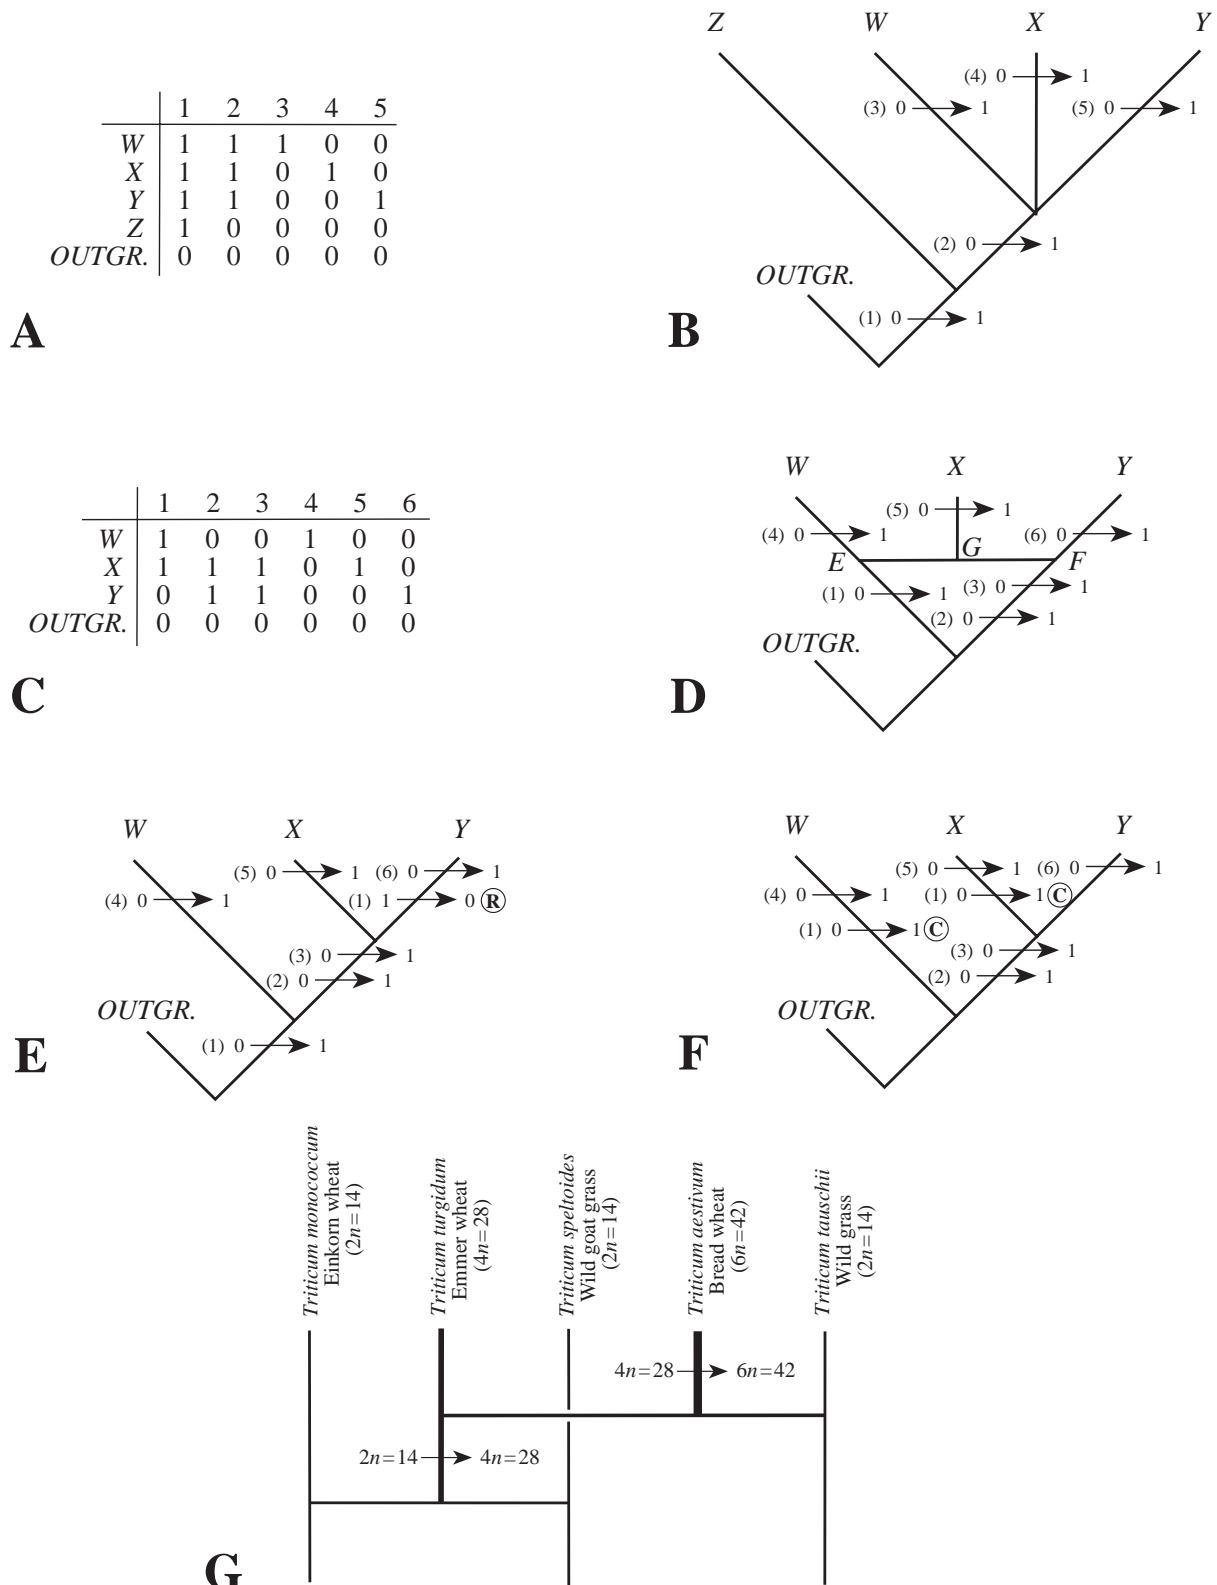 1 2 3 4 5
W 1 1 1 0 0
X 1 1 0 1 0
Y 1 1 0 0 1
Z 1 0 0 0 0
OUTGR. 0 0 0 0 0
A
Z W X Y
(4) 0 1
(3) 0 1
(5) 0 1
(2) 0 1
OUTGR.
(1) 0 1
B
1 2 3 4 5 6
W 1 0 0 1 0 0
X 1 1 1 0 1 0
Y 0 1 1 0 0 1
OUTGR. 0 0 0 0 0 0
C
W X Y
(5) 0 1
(4) 0 1
(6) 0 1
E G F
(1) 0 1
(3) 0 1
(2) 0 1
OUTGR.
D
W X Y
(5) 0 1
(6) 0 1
(4) 0 1
(1) 1 0 R
(3) 0 1
(2) 0 1
OUTGR.
(1) 0 1
E
W X Y
(5) 0 1
(6) 0 1
(4) 0 1
(1) 0 1 C
(1) 0 1 C
(3) 0 1
(2) 0 1
OUTGR.
F
Triticum monococcum
Einkorn wheat
(2n=14)
Triticum turgidum
Emmer wheat
(4n=28)
Triticum speltoides
Wild goat grass
(2n=14)
Triticum aestivum
Bread wheat
(6n=42)
Triticum tauschii
Wild grass
(2n=14)
4n=28 6n=42
2n=14 4n=28
G